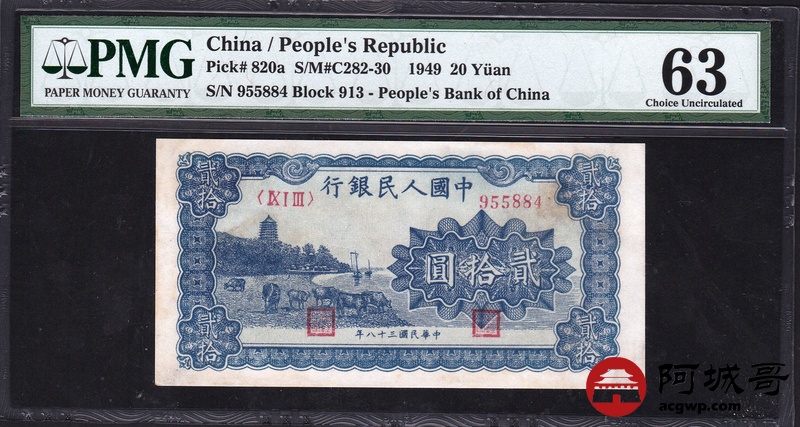 PMG
PAPER MONEY GUARANTY
China / People's Republic
Pick# 820a S/M#C282-30 1949 20 Yüan
S/N 955884 Block 913 - People's Bank of China
63
Choice Uncirculated
貳拾
貳拾
行銀民人國中
〈ⅨⅠⅢ〉
955884
圓拾貳
年八十三國民華中
貳拾
貳拾
阿城哥
acgwp.com